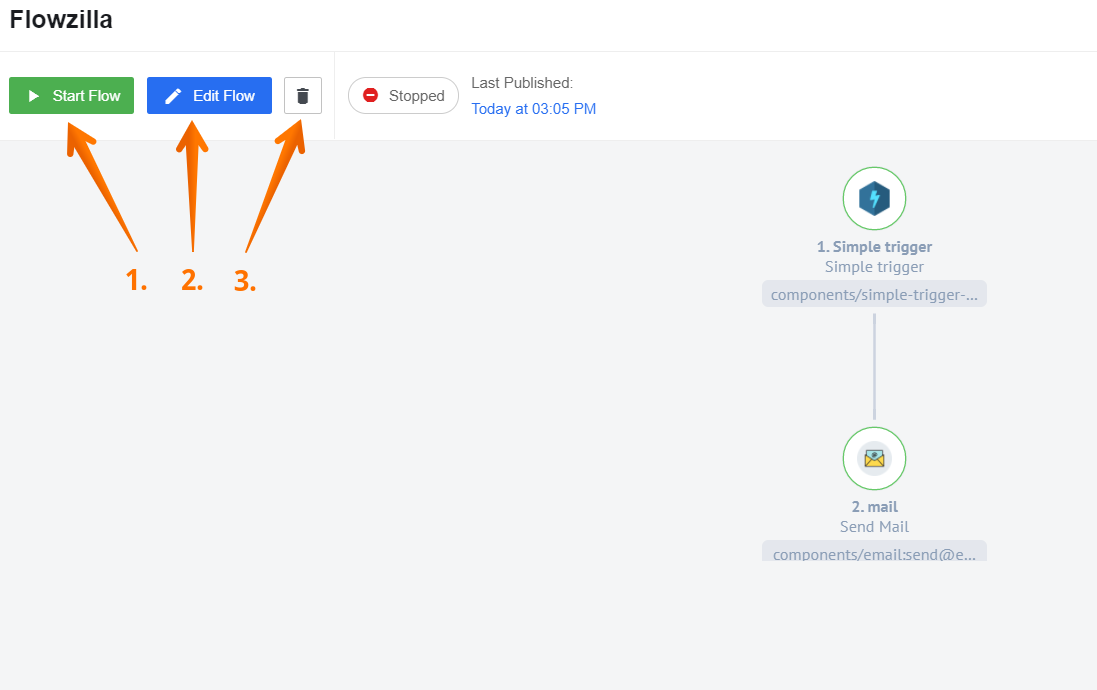 Flowzilla
Start Flow
Edit Flow
Stopped
Last Published:
Today at 03:05 PM
1.
2.
3.
1. Simple trigger
Simple trigger
components/simple-trigger-...
2. mail
Send Mail
components/email:send@e...